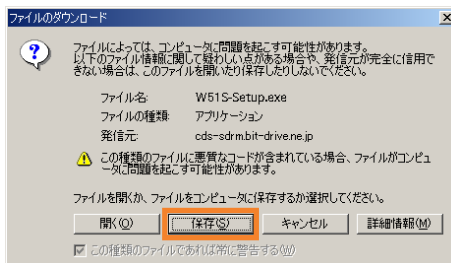 ファイルのダウンロード
ファイルによっては、コンピュータに問題を起こす可能性があります。
以下のファイル情報に関して疑わしい点がある場合や、発信元が完全に信用で
きない場合は、このファイルを開いたり保存したりしないでください。
ファイル名: W51S-Setup.exe
ファイルの種類: アプリケーション
発信元: cds-sdrm.bit-drive.ne.jp
この種類のファイルに悪質なコードが含まれている場合、ファイルがコンピュ
ータに問題を起こす可能性があります。
ファイルを開くか、ファイルをコンピュータに保存するか選択してください。
開く(O) 保存(S) キャンセル 詳細情報(M)
この種類のファイルであれば常に警告する(W)